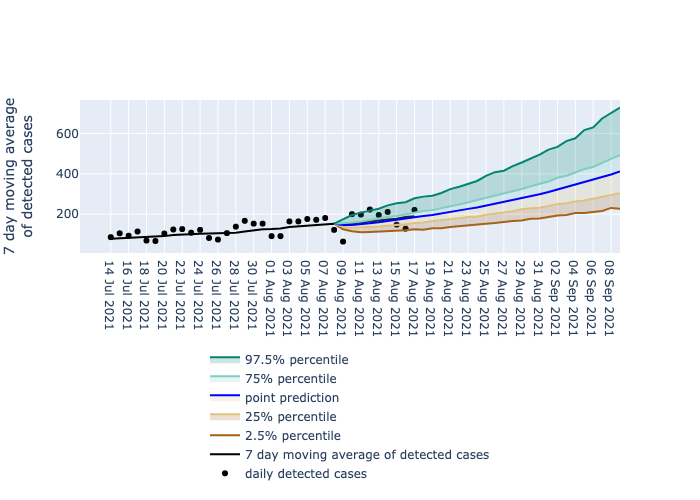 7 day moving average
of detected cases
600
400
200
14 Jul 2021
16 Jul 2021
18 Jul 2021
20 Jul 2021
22 Jul 2021
24 Jul 2021
26 Jul 2021
28 Jul 2021
30 Jul 2021
01 Aug 2021
03 Aug 2021
05 Aug 2021
07 Aug 2021
09 Aug 2021
11 Aug 2021
13 Aug 2021
15 Aug 2021
17 Aug 2021
19 Aug 2021
21 Aug 2021
23 Aug 2021
25 Aug 2021
27 Aug 2021
29 Aug 2021
31 Aug 2021
02 Sep 2021
04 Sep 2021
06 Sep 2021
08 Sep 2021
97.5% percentile
75% percentile
point prediction
25% percentile
2.5% percentile
7 day moving average of detected cases
daily detected cases